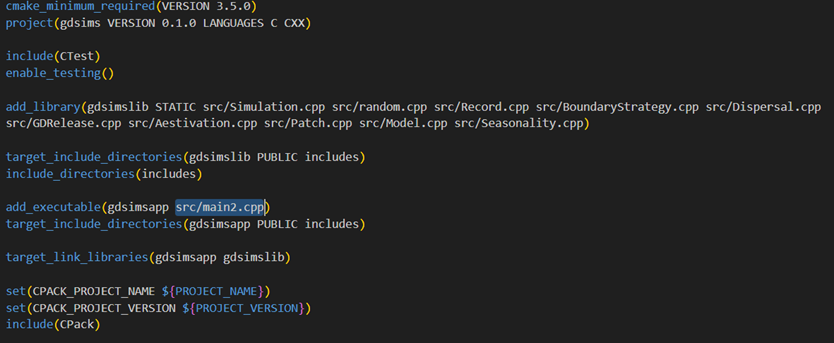 cmake_minimum_required(VERSION 3.5.0)
project(gdsims VERSION 0.1.0 LANGUAGES C CXX)
include(CTest)
enable_testing()
add_library(gdsimslib STATIC src/Simulation.cpp src/random.cpp src/Record.cpp src/BoundaryStrategy.cpp src/Dispersal.cpp
src/GDRelease.cpp src/Aestivation.cpp src/Patch.cpp src/Model.cpp src/Seasonality.cpp)
target_include_directories(gdsimslib PUBLIC includes)
include_directories(includes)
add_executable(gdsimsapp src/main2.cpp)
target_include_directories(gdsimsapp PUBLIC includes)
target_link_libraries(gdsimsapp gdsimslib)
set(CPACK_PROJECT_NAME ${PROJECT_NAME})
set(CPACK_PROJECT_VERSION ${PROJECT_VERSION})
include(CPack)